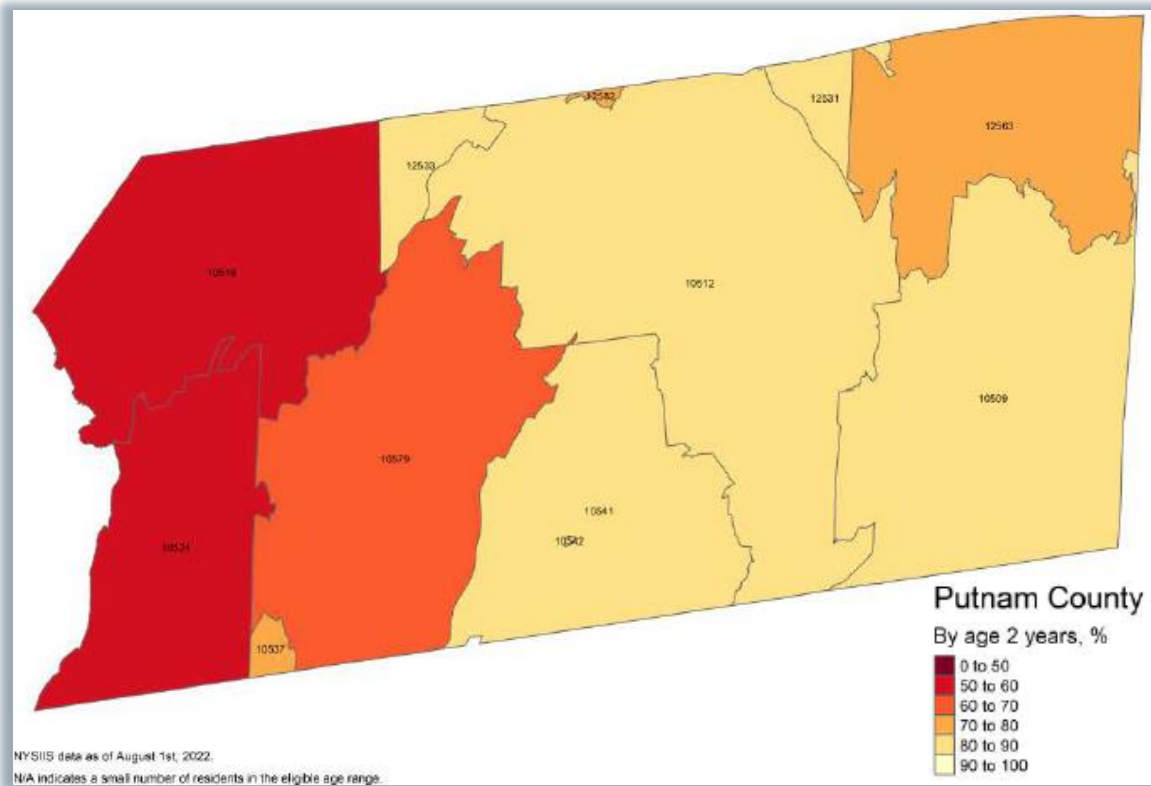 12582
12531
12563
12533
10516
10512
10509
10579
10541
10542
10524
10537
Putnam County
By age 2 years, %
0 to 50
50 to 60
60 to 70
70 to 80
80 to 90
90 to 100
NYSIIS data as of August 1st, 2022.
N/A indicates a small number of residents in the eligible age range.